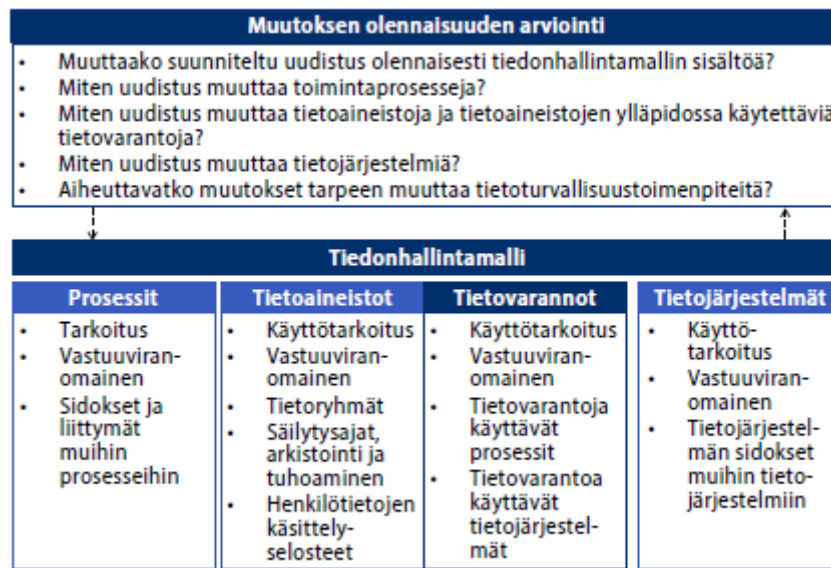 Muutoksen olennaisuuden arviointi
• Muuttaako suunniteltu uudistus olennaisesti tiedonhallintamallin sisältöä?
• Miten uudistus muuttaa toimintaprosesseja?
• Miten uudistus muuttaa tietoaineistoja ja tietoaineistojen ylläpidossa käytettäviä
tietovarantoja?
• Miten uudistus muuttaa tietojärjestelmiä?
• Aiheuttavatko muutokset tarpeen muuttaa tietoturvallisuustoimenpiteitä?
Tiedonhallintamalli
Prosessit
• Tarkoitus
• Vastuuviran-
omainen
• Sidokset ja
liittymät
muihin
prosesseihin
Tietoaineistot
• Käyttötarkoitus
• Vastuuviran-
omainen
• Tietoryhmät
• Säilytysajat,
arkistointi ja
tuhoaminen
• Henkilötietojen
käsittely-
selosteet
Tietovarannot
• Käyttötarkoitus
• Vastuuviran-
omainen
• Tietovarantoja
käyttävät
prosessit
• Tietovarantoa
käyttävät
tietojärjestel-
mät
Tietojärjestelmät
• Käyttö-
tarkoitus
• Vastuuviran-
omainen
• Tietojärjestel-
män sidokset
muihin tieto-
järjestelmiin